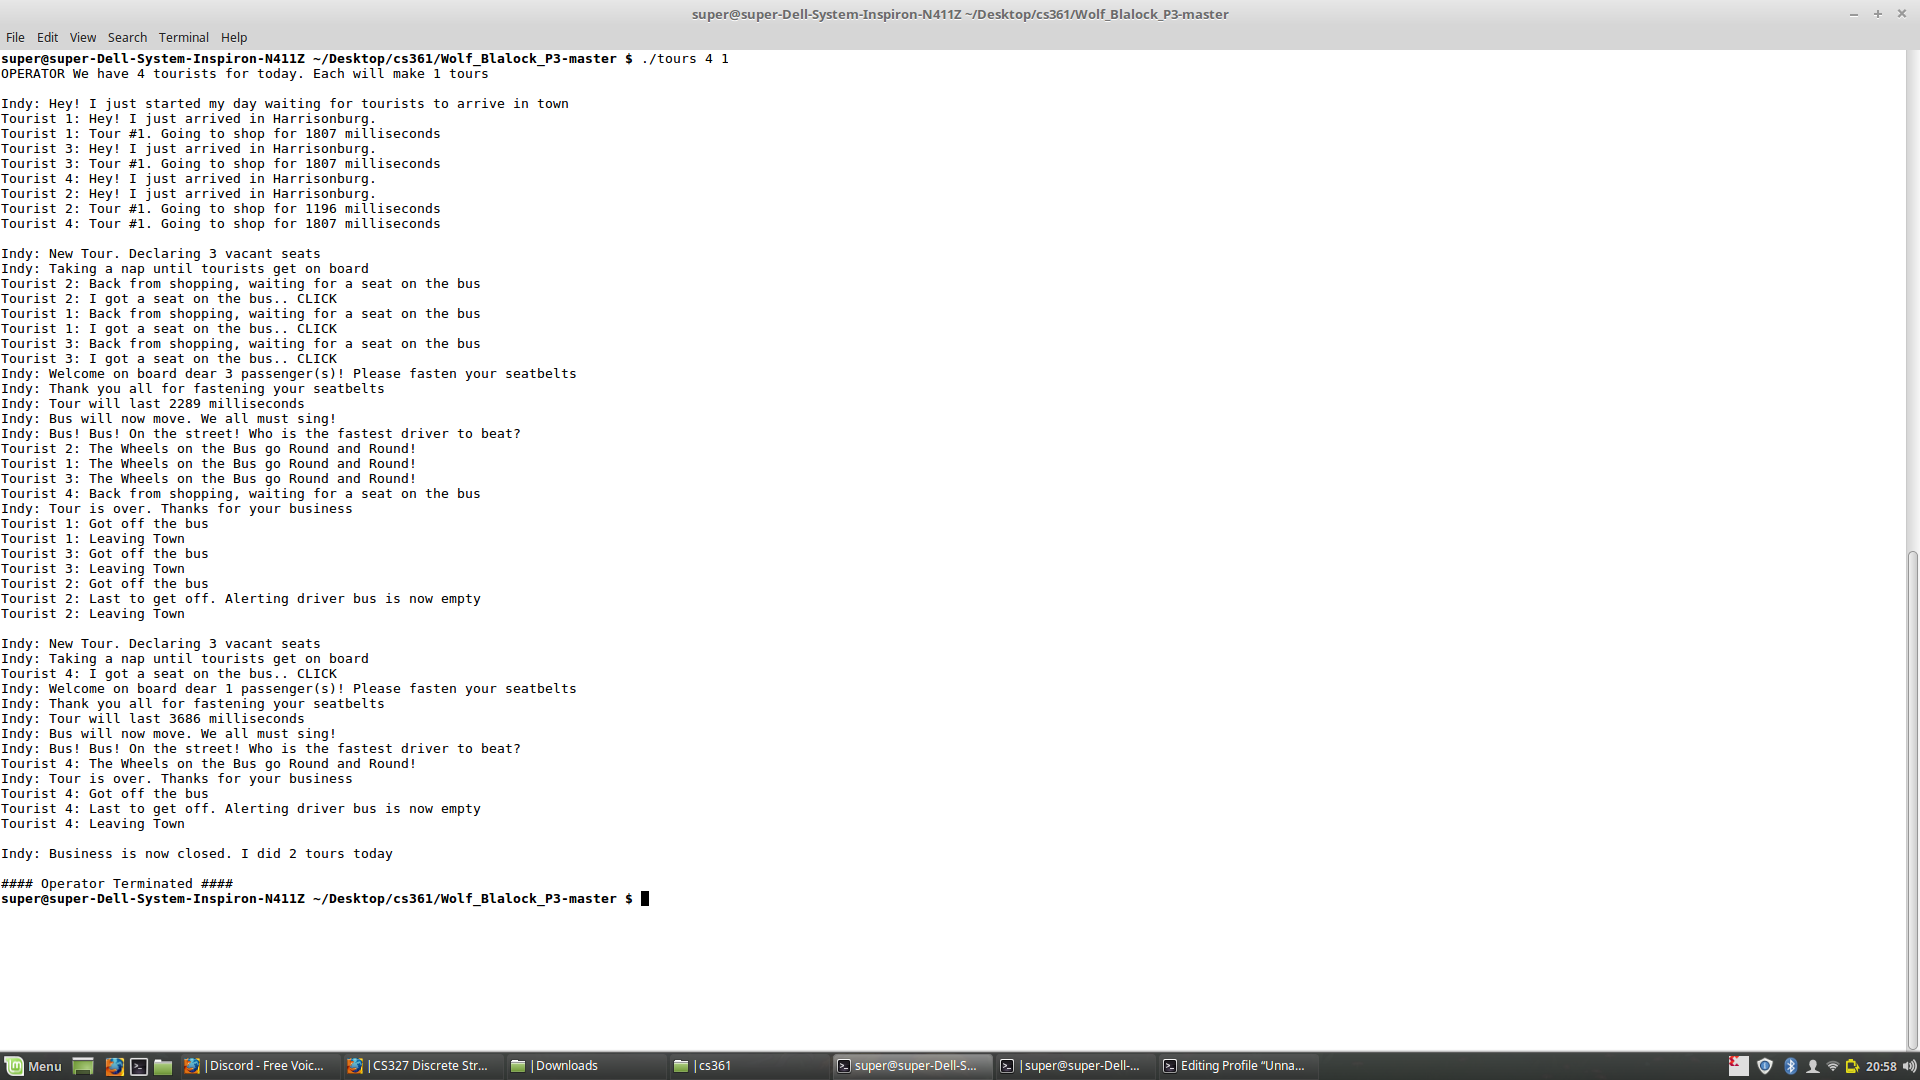 super@super-Dell-System-Inspiron-N411Z ~/Desktop/cs361/Wolf_Blalock_P3-master
File Edit View Search Terminal Help
super@super-Dell-System-Inspiron-N411Z ~/Desktop/cs361/Wolf_Blalock_P3-master $ ./tours 4 1
OPERATOR We have 4 tourists for today. Each will make 1 tours
Indy: Hey! I just started my day waiting for tourists to arrive in town
Tourist 1: Hey! I just arrived in Harrisonburg.
Tourist 1: Tour #1. Going to shop for 1807 milliseconds
Tourist 3: Hey! I just arrived in Harrisonburg.
Tourist 3: Tour #1. Going to shop for 1807 milliseconds
Tourist 4: Hey! I just arrived in Harrisonburg.
Tourist 2: Hey! I just arrived in Harrisonburg.
Tourist 2: Tour #1. Going to shop for 1196 milliseconds
Tourist 4: Tour #1. Going to shop for 1807 milliseconds
Indy: New Tour. Declaring 3 vacant seats
Indy: Taking a nap until tourists get on board
Tourist 2: Back from shopping, waiting for a seat on the bus
Tourist 2: I got a seat on the bus.. CLICK
Tourist 1: Back from shopping, waiting for a seat on the bus
Tourist 1: I got a seat on the bus.. CLICK
Tourist 3: Back from shopping, waiting for a seat on the bus
Tourist 3: I got a seat on the bus.. CLICK
Indy: Welcome on board dear 3 passenger(s)! Please fasten your seatbelts
Indy: Thank you all for fastening your seatbelts
Indy: Tour will last 2289 milliseconds
Indy: Bus will now move. We all must sing!
Indy: Bus! Bus! On the street! Who is the fastest driver to beat?
Tourist 2: The Wheels on the Bus go Round and Round!
Tourist 1: The Wheels on the Bus go Round and Round!
Tourist 3: The Wheels on the Bus go Round and Round!
Tourist 4: Back from shopping, waiting for a seat on the bus
Indy: Tour is over. Thanks for your business
Tourist 1: Got off the bus
Tourist 1: Leaving Town
Tourist 3: Got off the bus
Tourist 3: Leaving Town
Tourist 2: Got off the bus
Tourist 2: Last to get off. Alerting driver bus is now empty
Tourist 2: Leaving Town
Indy: New Tour. Declaring 3 vacant seats
Indy: Taking a nap until tourists get on board
Tourist 4: I got a seat on the bus.. CLICK
Indy: Welcome on board dear 1 passenger(s)! Please fasten your seatbelts
Indy: Thank you all for fastening your seatbelts
Indy: Tour will last 3686 milliseconds
Indy: Bus will now move. We all must sing!
Indy: Bus! Bus! On the street! Who is the fastest driver to beat?
Tourist 4: The Wheels on the Bus go Round and Round!
Indy: Tour is over. Thanks for your business
Tourist 4: Got off the bus
Tourist 4: Last to get off. Alerting driver bus is now empty
Tourist 4: Leaving Town
Indy: Business is now closed. I did 2 tours today
#### Operator Terminated ####
super@super-Dell-System-Inspiron-N411Z ~/Desktop/cs361/Wolf_Blalock_P3-master $
Menu |Discord - Free Voic... |CS327 Discrete Str... |Downloads |cs361 super@super-Dell-S... |super@super-Dell-... Editing Profile “Unna... 20:58